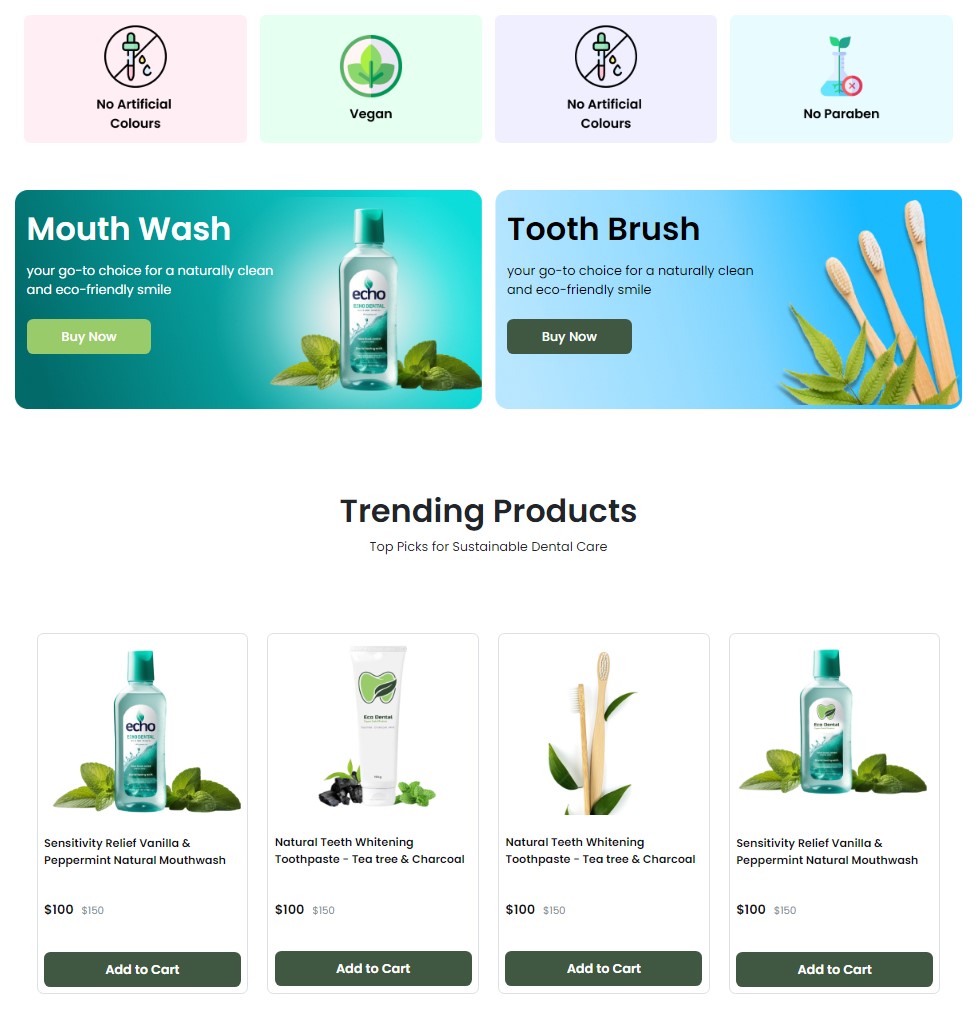 No Artificial
Colours
Vegan
No Artificial
Colours
No Paraben
Mouth Wash
your go-to choice for a naturally clean
and eco-friendly smile
Buy Now
echo
ECHO DENTAL
Tooth Brush
your go-to choice for a naturally clean
and eco-friendly smile
Buy Now
Trending Products
Top Picks for Sustainable Dental Care
echo
ECHO DENTAL
Sensitivity Relief Vanilla &
Peppermint Natural Mouthwash
$100 $150
Add to Cart
Eco Dental
Natural Teeth Whitening
Toothpaste - Tea tree & Charcoal
$100 $150
Add to Cart
Natural Teeth Whitening
Toothpaste - Tea tree & Charcoal
$100 $150
Add to Cart
Eco Dental
Sensitivity Relief Vanilla &
Peppermint Natural Mouthwash
$100 $150
Add to Cart